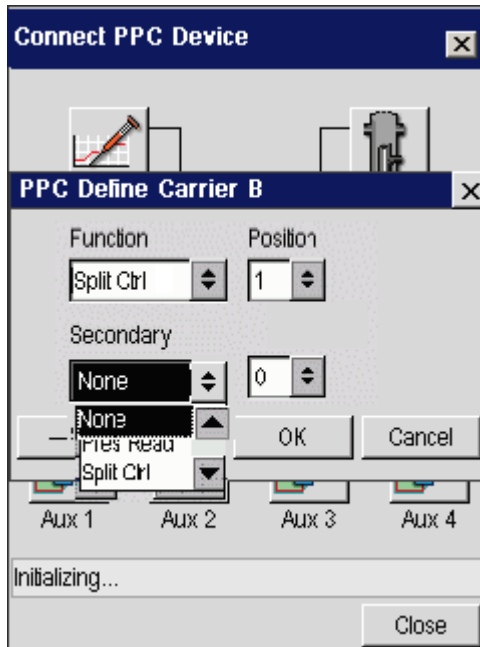 Connect PPC Device
PPC Define Carrier B
Function Position
Split Ctrl 1
Secondary
None 0
None
Pres Read
Split Ctrl
OK Cancel
Aux 1 Aux 2 Aux 3 Aux 4
Initializing...
Close